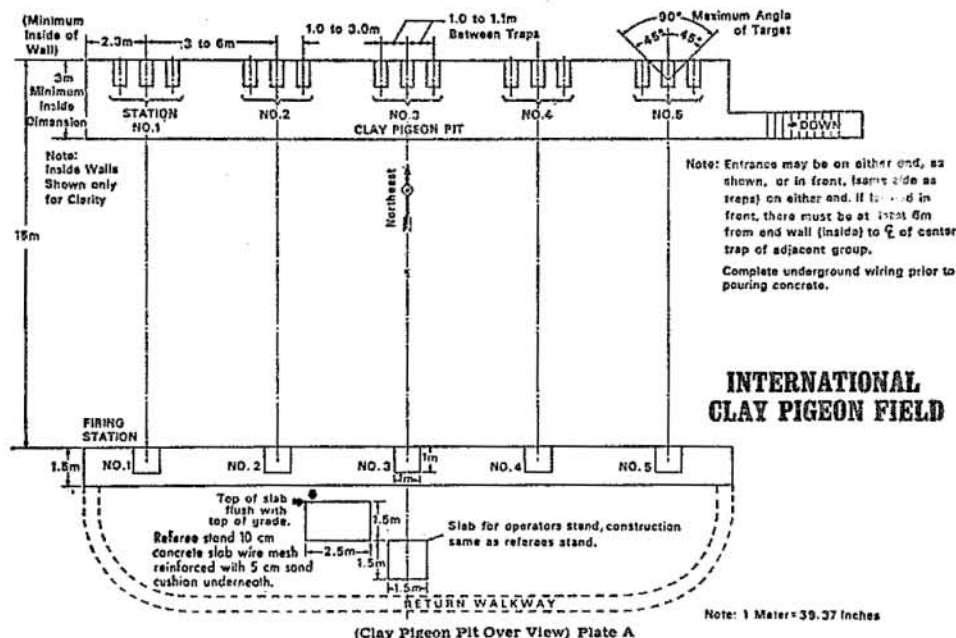 (Minimum
Inside of
Wall)
2.3m
3 to 6m
1.0 to 3.0m
1.0 to 1.1m
Between Traps
90°
45° 45°
Maximum Angle
of Target
3m
Minimum
Inside
Dimension
STATION
NO.1
NO.2
NO.3
NO.4
NO.5
CLAY PIGEON PIT
DOWN
Note:
Inside Walls
Shown only
for Clarity
Northeast
15m
Note: Entrance may be on either end, as
shown, or in front, (same side as
traps) on either end. If in
front, there must be at least 6m
from end wall (inside) to ℄ of center
trap of adjacent group.
Complete underground wiring prior to
pouring concrete.
INTERNATIONAL
CLAY PIGEON FIELD
FIRING
STATION
1.5m
NO.1
NO. 2
NO.3
1m
1m
NO.4
NO.5
Top of slab
flush with
top of grade.
Referee stand 10 cm
concrete slab wire mesh
reinforced with 5 cm sand
cushion underneath.
2.5m
1.5m
1.5m
1.5m
Slab for operators stand, construction
same as referees stand.
RETURN WALKWAY
Note: 1 Meter=39.37 Inches
(Clay Pigeon Pit Over View) Plate A